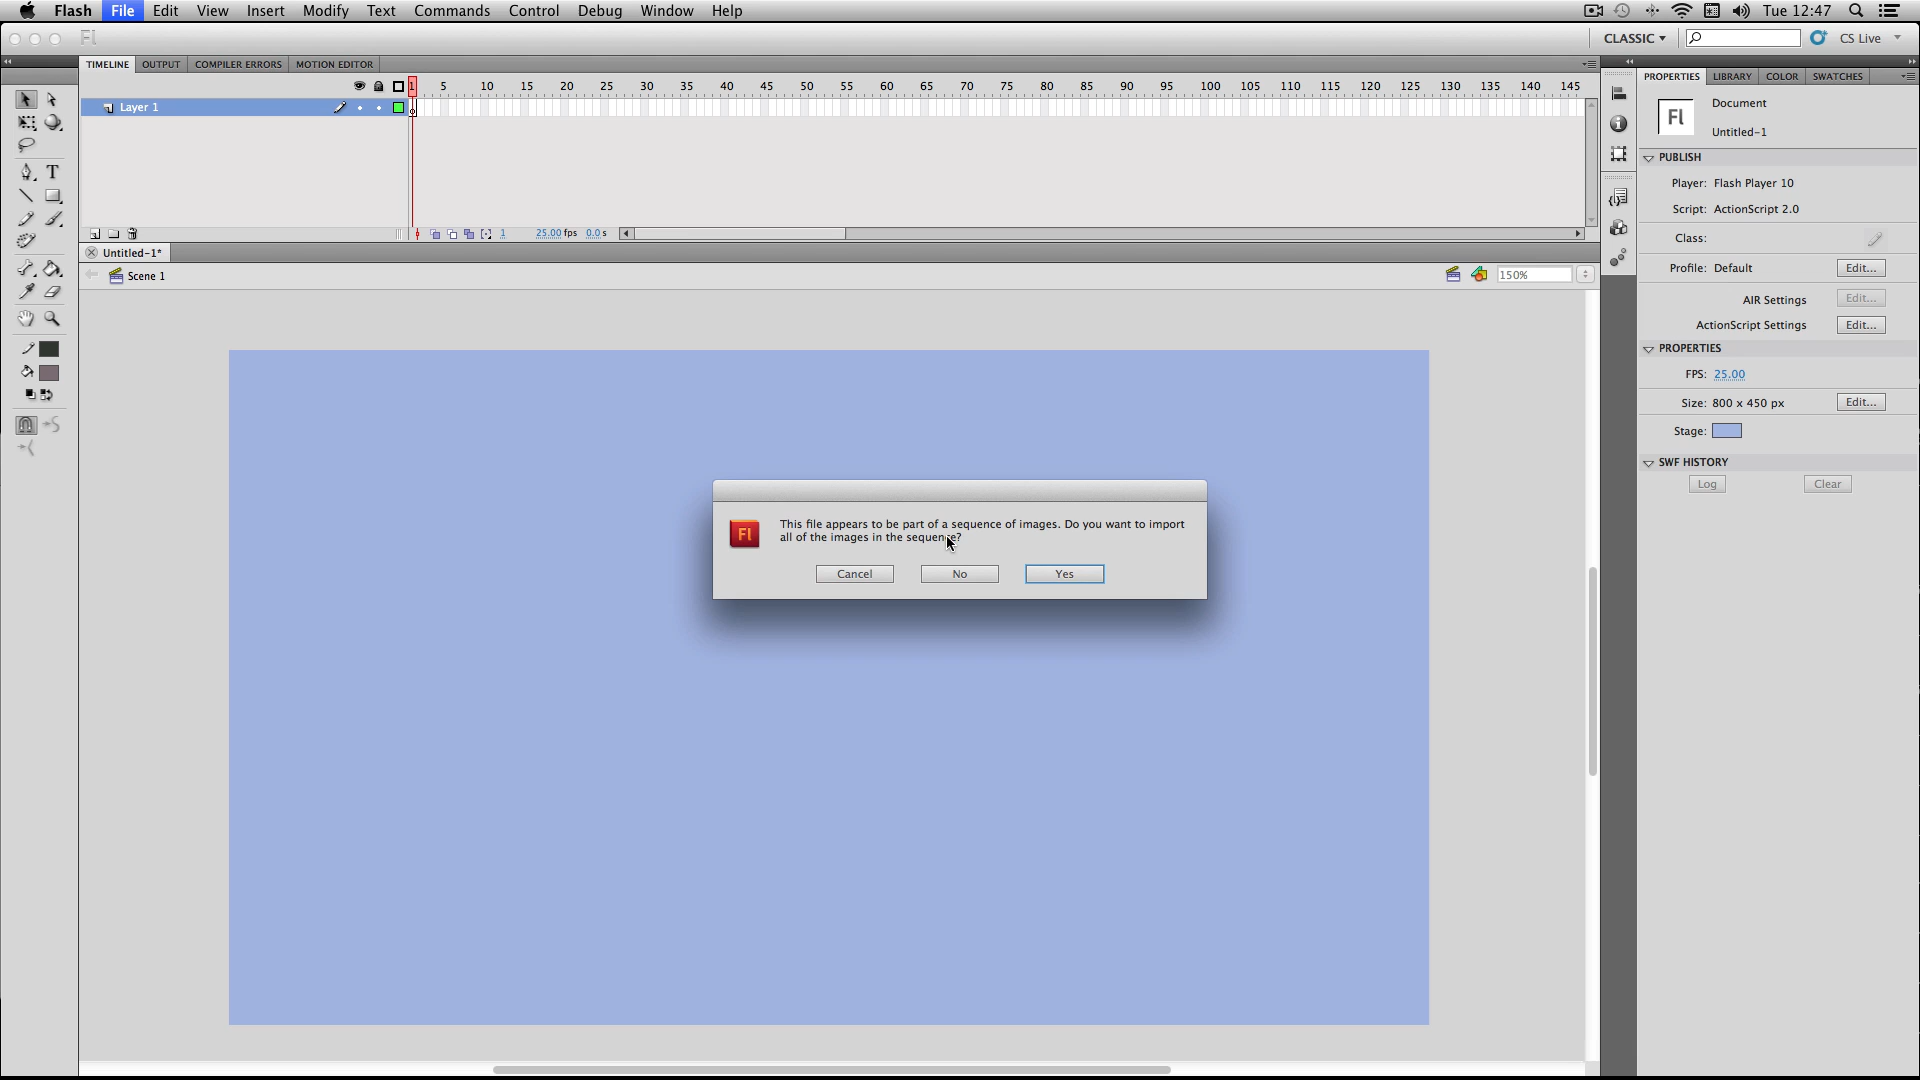 Flash File Edit View Insert Modify Text Commands Control Debug Window Help Tue 12:47
Fl CLASSIC CS Live
TIMELINE OUTPUT COMPILER ERRORS MOTION EDITOR
1 5 10 15 20 25 30 35 40 45 50 55 60 65 70 75 80 85 90 95 100 105 110 115 120 125 130 135 140 145
Layer 1
1 25.00 fps 0.0 s
Untitled-1*
Scene 1 150%
This file appears to be part of a sequence of images. Do you want to import
all of the images in the sequence?
Fl
Cancel No Yes
PROPERTIES LIBRARY COLOR SWATCHES
Document
Fl
Untitled-1
PUBLISH
Player: Flash Player 10
Script: ActionScript 2.0
Class:
Profile: Default Edit...
AIR Settings Edit...
ActionScript Settings Edit...
PROPERTIES
FPS: 25.00
Size: 800 x 450 px Edit...
Stage:
SWF HISTORY
Log Clear